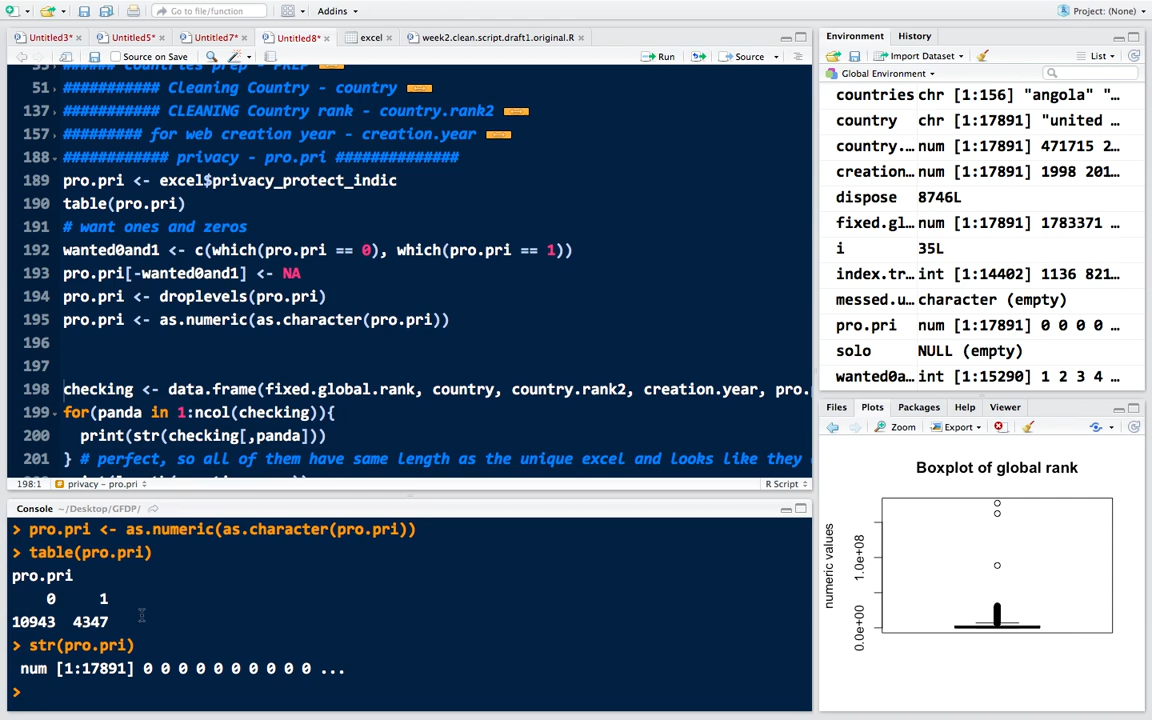 Go to file/function
Addins
Project: (None)
Untitled3*
Untitled5*
Untitled7*
Untitled8*
excel
week2.clean.script.draft1.original.R
Source on Save
Run
Source
51 ########### CLeaning Country - country
137 ########### CLEANING Country rank - country.rank2
157 ######### for web creation year - creation.year
188 ############ privacy - pro.pri ##############
189 pro.pri <- excel$privacy_protect_indic
190 table(pro.pri)
191 # want ones and zeros
192 wanted0and1 <- c(which(pro.pri == 0), which(pro.pri == 1))
193 pro.pri[-wanted0and1] <- NA
194 pro.pri <- droplevels(pro.pri)
195 pro.pri <- as.numeric(as.character(pro.pri))
196
197
198 checking <- data.frame(fixed.global.rank, country, country.rank2, creation.year, pro.
199 for(panda in 1:ncol(checking)){
200 print(str(checking[,panda]))
201 } # perfect, so all of them have same length as the unique excel and looks like they
198:1
privacy - pro.pri
R Script
Console ~/Desktop/GFDP/
> pro.pri <- as.numeric(as.character(pro.pri))
> table(pro.pri)
pro.pri
0 1
10943 4347
> str(pro.pri)
num [1:17891] 0 0 0 0 0 0 0 0 0 0 ...
>
Environment
History
Import Dataset
List
Global Environment
countries chr [1:156] "angola" "…
country chr [1:17891] "united …
country.… num [1:17891] 471715 2…
creation… num [1:17891] 1998 201…
dispose 8746L
fixed.gl… num [1:17891] 1783371 …
i 35L
index.tr… int [1:14402] 1136 821…
messed.u… character (empty)
pro.pri num [1:17891] 0 0 0 0 …
solo NULL (empty)
wanted0a… int [1:15290] 1 2 3 4 …
Files
Plots
Packages
Help
Viewer
Zoom
Export
Boxplot of global rank
numeric values
0.0e+00
1.0e+08